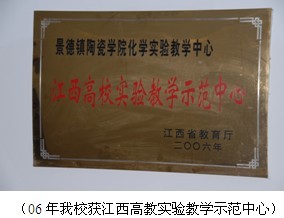 景德镇陶瓷学院化学实验教学中心
江西高校实验教学示范中心
江西省教育厅
二〇〇六年
（06 年我校获江西高教实验教学示范中心）